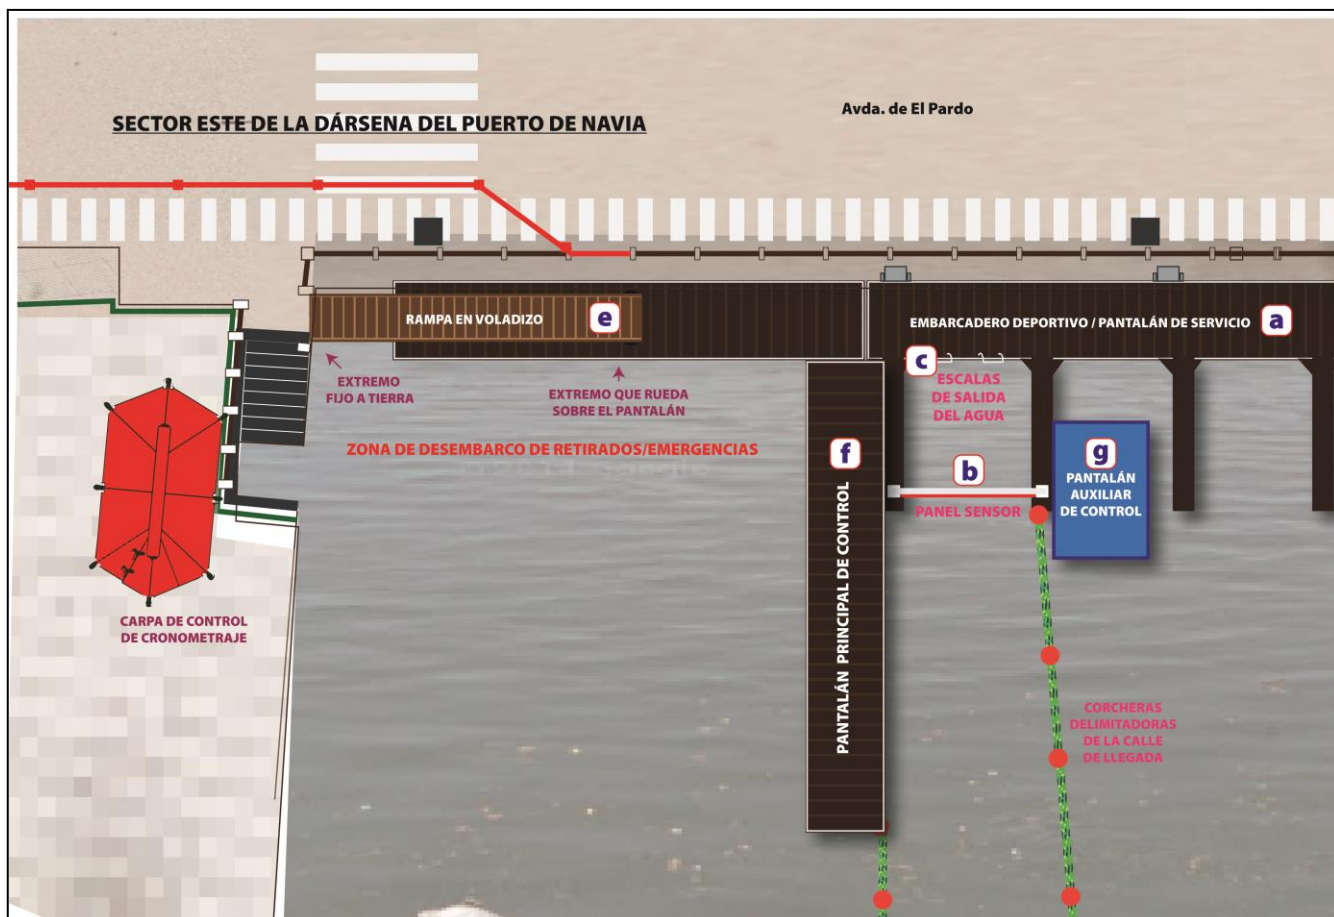 Avda. de El Pardo
SECTOR ESTE DE LA DÁRSENA DEL PUERTO DE NAVIA
RAMPA EN VOLADIZO
e
EMBARCADERO DEPORTIVO / PANTALÁN DE SERVICIO
a
EXTREMO
FIJO A TIERRA
EXTREMO QUE RUEDA
SOBRE EL PANTALÁN
c
ESCALAS
DE SALIDA
DEL AGUA
ZONA DE DESEMBARCO DE RETIRADOS/EMERGENCIAS
f
PANTALÁN PRINCIPAL DE CONTROL
b
PANEL SENSOR
g
PANTALÁN
AUXILIAR
DE CONTROL
CARPA DE CONTROL
DE CRONOMETRAJE
CORCHERAS
DELIMITADORAS
DE LA CALLE
DE LLEGADA